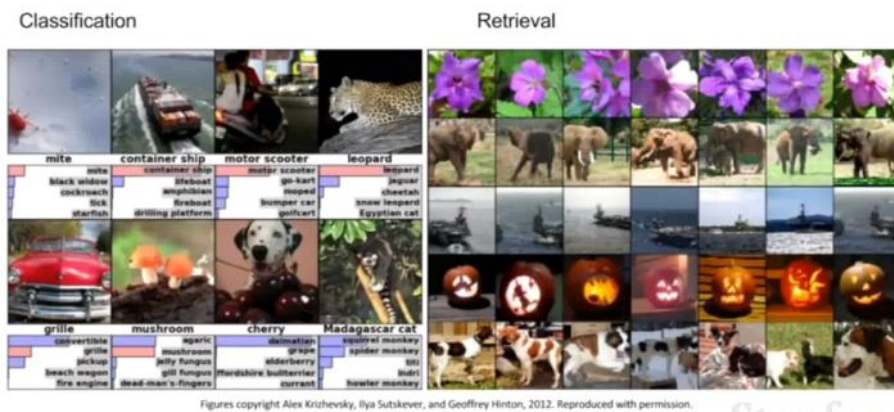 Classification
Retrieval
mite
container ship
motor scooter
leopard
mite
black widow
cockroach
tick
starfish
container ship
lifeboat
amphibian
fireboat
drilling platform
motor scooter
go-kart
moped
bumper car
golfcart
leopard
jaguar
cheetah
snow leopard
Egyptian cat
grille
mushroom
cherry
Madagascar cat
convertible
grille
pickup
beach wagon
fire engine
agaric
mushroom
jelly fungus
gill fungus
dead-man's-fingers
dalmatian
grape
elderberry
ffordshire bullterrier
currant
squirrel monkey
spider monkey
titi
indri
howler monkey
Figures copyright Alex Krizhevsky, Ilya Sutskever, and Geoffrey Hinton, 2012. Reproduced with permission.